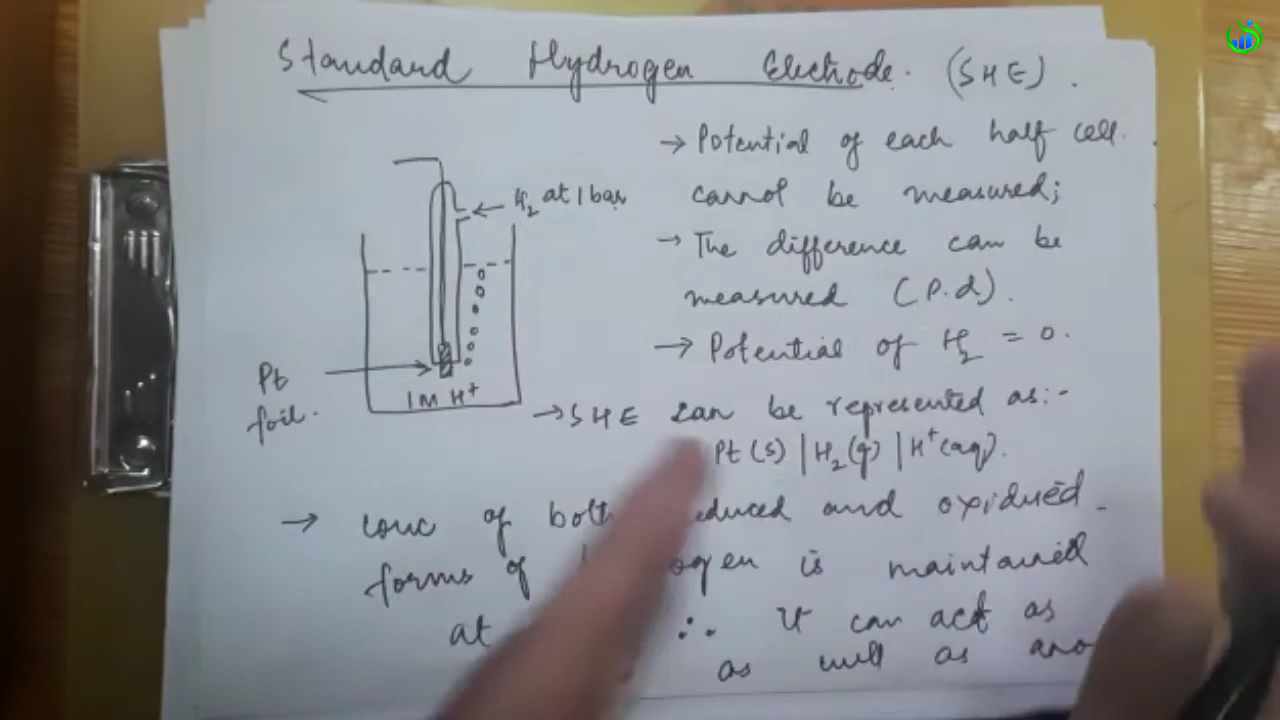 Standard Hydrogen Electrode. (SHE).
→ Potential of each half cell.
cannot be measured;
→ The difference can be
measured (P.d).
→ Potential of H2 = 0.
H2 at 1 bar
Pt
foil.
1M H+
→ SHE can be represented as:-
Pt (s) | H2(g) | H+(aq).
→ conc of both and oxidised
forms of is maintained
at ∴ It can act as
as well as